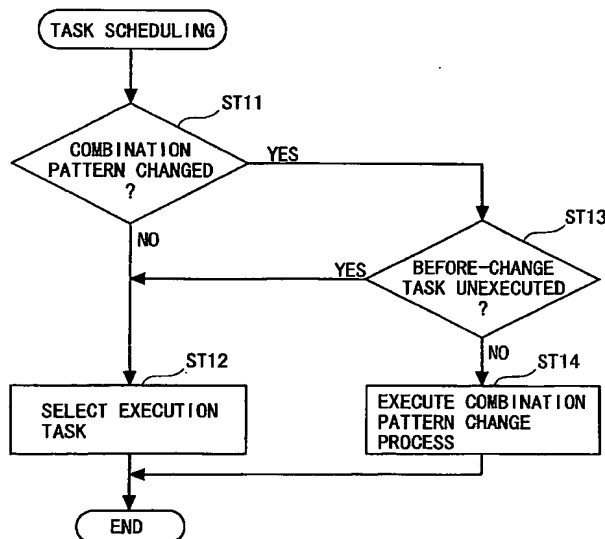 TASK SCHEDULING
ST11
COMBINATION
PATTERN CHANGED
?
YES
NO
ST13
BEFORE-CHANGE
TASK UNEXECUTED
?
YES
NO
ST12
SELECT EXECUTION
TASK
ST14
EXECUTE COMBINATION
PATTERN CHANGE
PROCESS
END